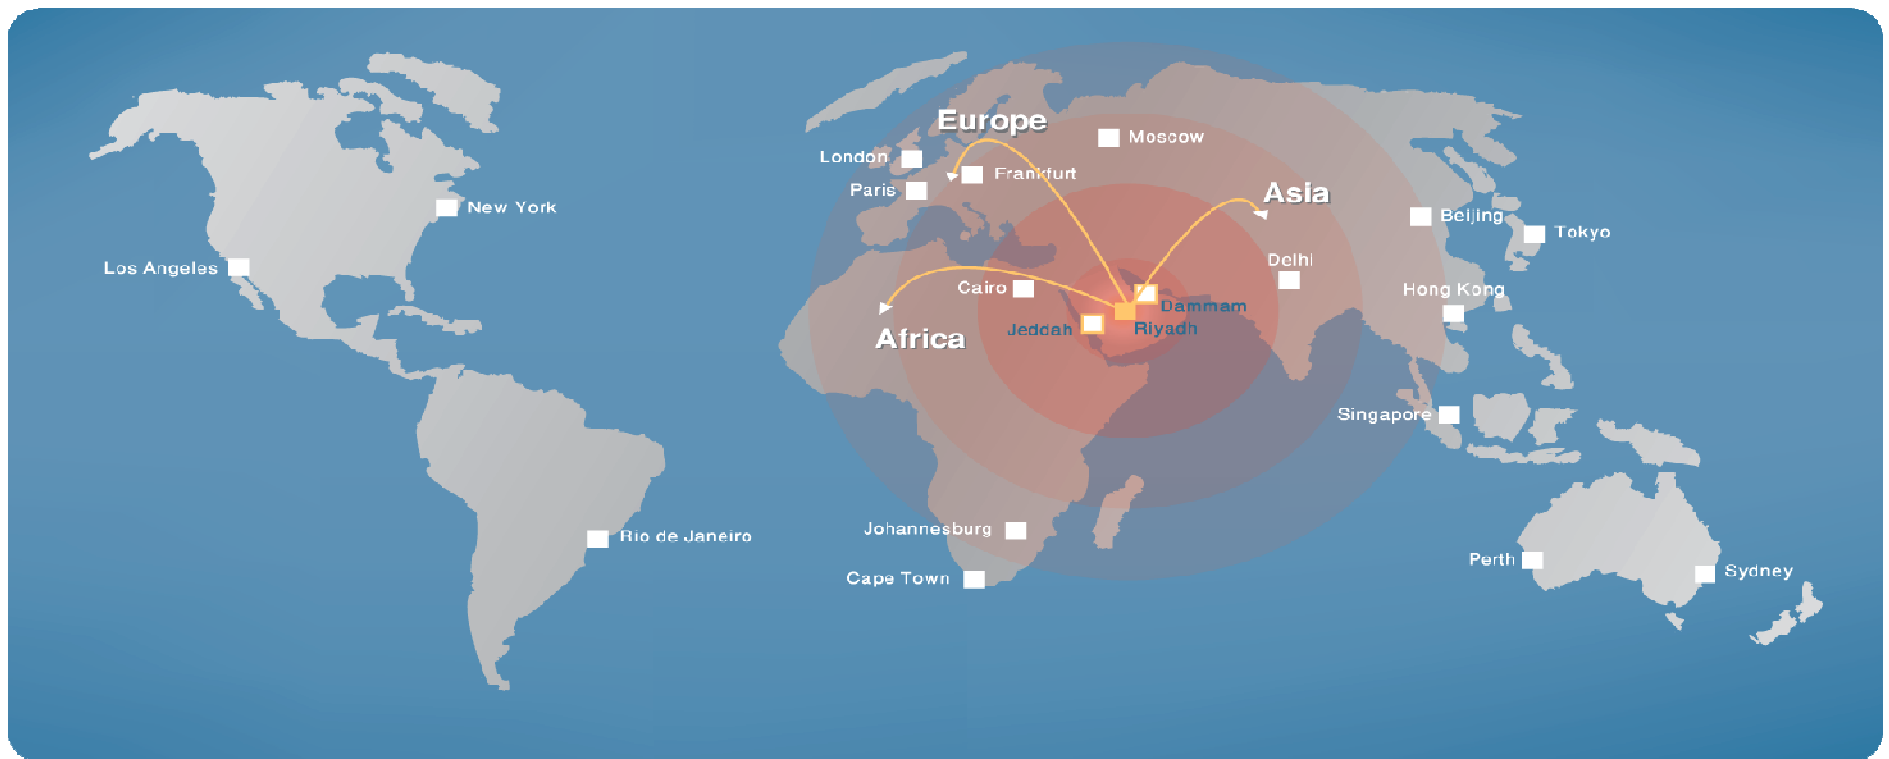 Europe
Moscow
London
Frankfurt
Paris
Asia
New York
Beijing
Tokyo
Los Angeles
Delhi
Cairo
Hong Kong
Dammam
Jeddah
Riyadh
Africa
Singapore
Johannesburg
Rio de Janeiro
Perth
Sydney
Cape Town